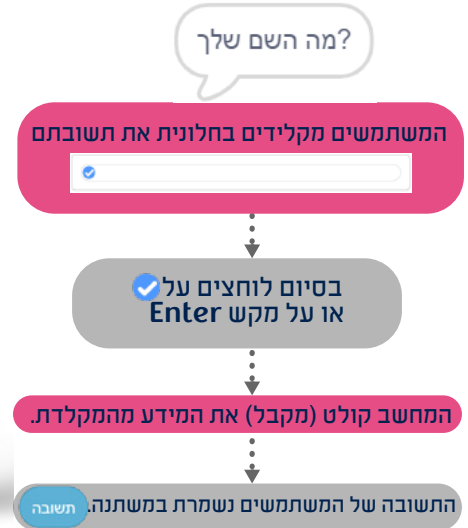 מה השם שלך?
המשתמשים מקלידים בחלונית את תשובתם
בסיום לוחצים על
או על מקש Enter
המחשב קולט (מקבל) את המידע מהמקלדת.
התשובה של המשתמשים נשמרת במשתנה. תשובה